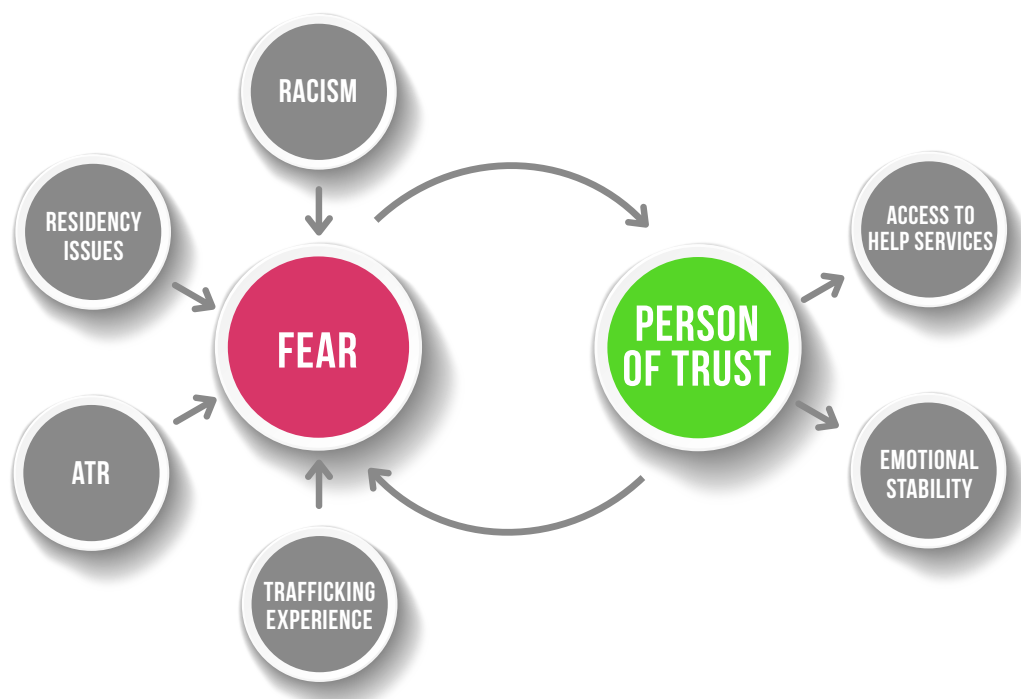 RACISM
RESIDENCY
ISSUES
FEAR
ATR
TRAFFICKING
EXPERIENCE
PERSON
OF TRUST
ACCESS TO
HELP SERVICES
EMOTIONAL
STABILITY